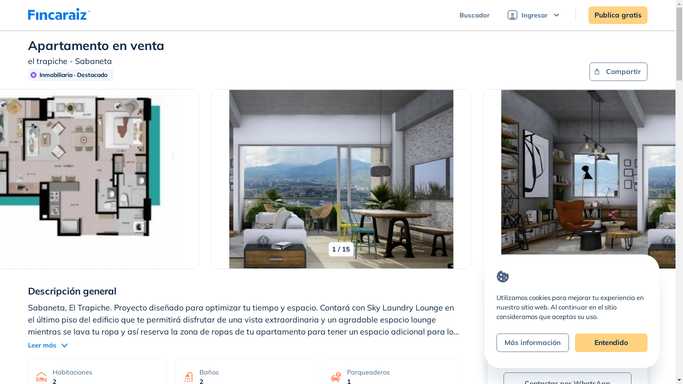 Fincaraiz
Buscador
Ingresar
Publica gratis
Apartamento en venta
el trapiche - Sabaneta
Inmobiliaria · Destacado
Compartir
1 / 15
Descripción general
Sabaneta, El Trapiche. Proyecto diseñado para optimizar tu tiempo y espacio. Contará con Sky Laundry Lounge en
el último piso del edificio que te permitirá disfrutar de una vista extraordinaria y un agradable espacio lounge
mientras se lava tu ropa y así reserva la zona de ropas de tu apartamento para tener un espacio adicional para lo...
Leer más
Habitaciones
2
Baños
2
Parqueaderos
1
Utilizamos cookies para mejorar tu experiencia en
nuestro sitio web. Al continuar en el sitio
consideramos que aceptas su uso.
Más información
Entendido
Contactar por WhatsApp